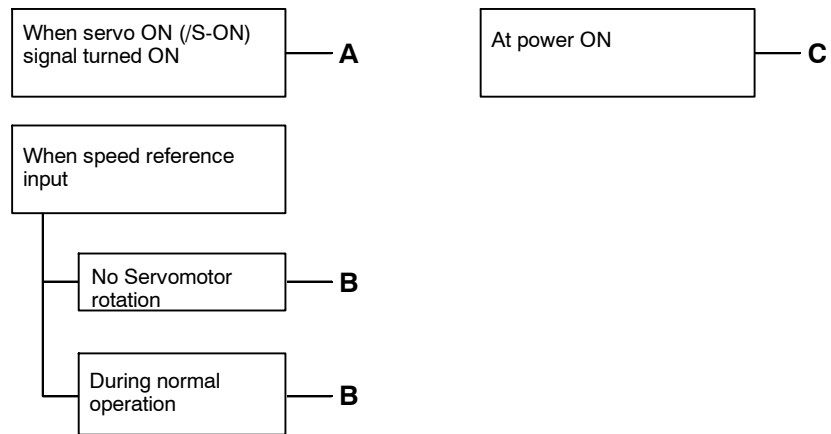 When servo ON (/S-ON)
signal turned ON
A
At power ON
C
When speed reference
input
No Servomotor
rotation
B
During normal
operation
B